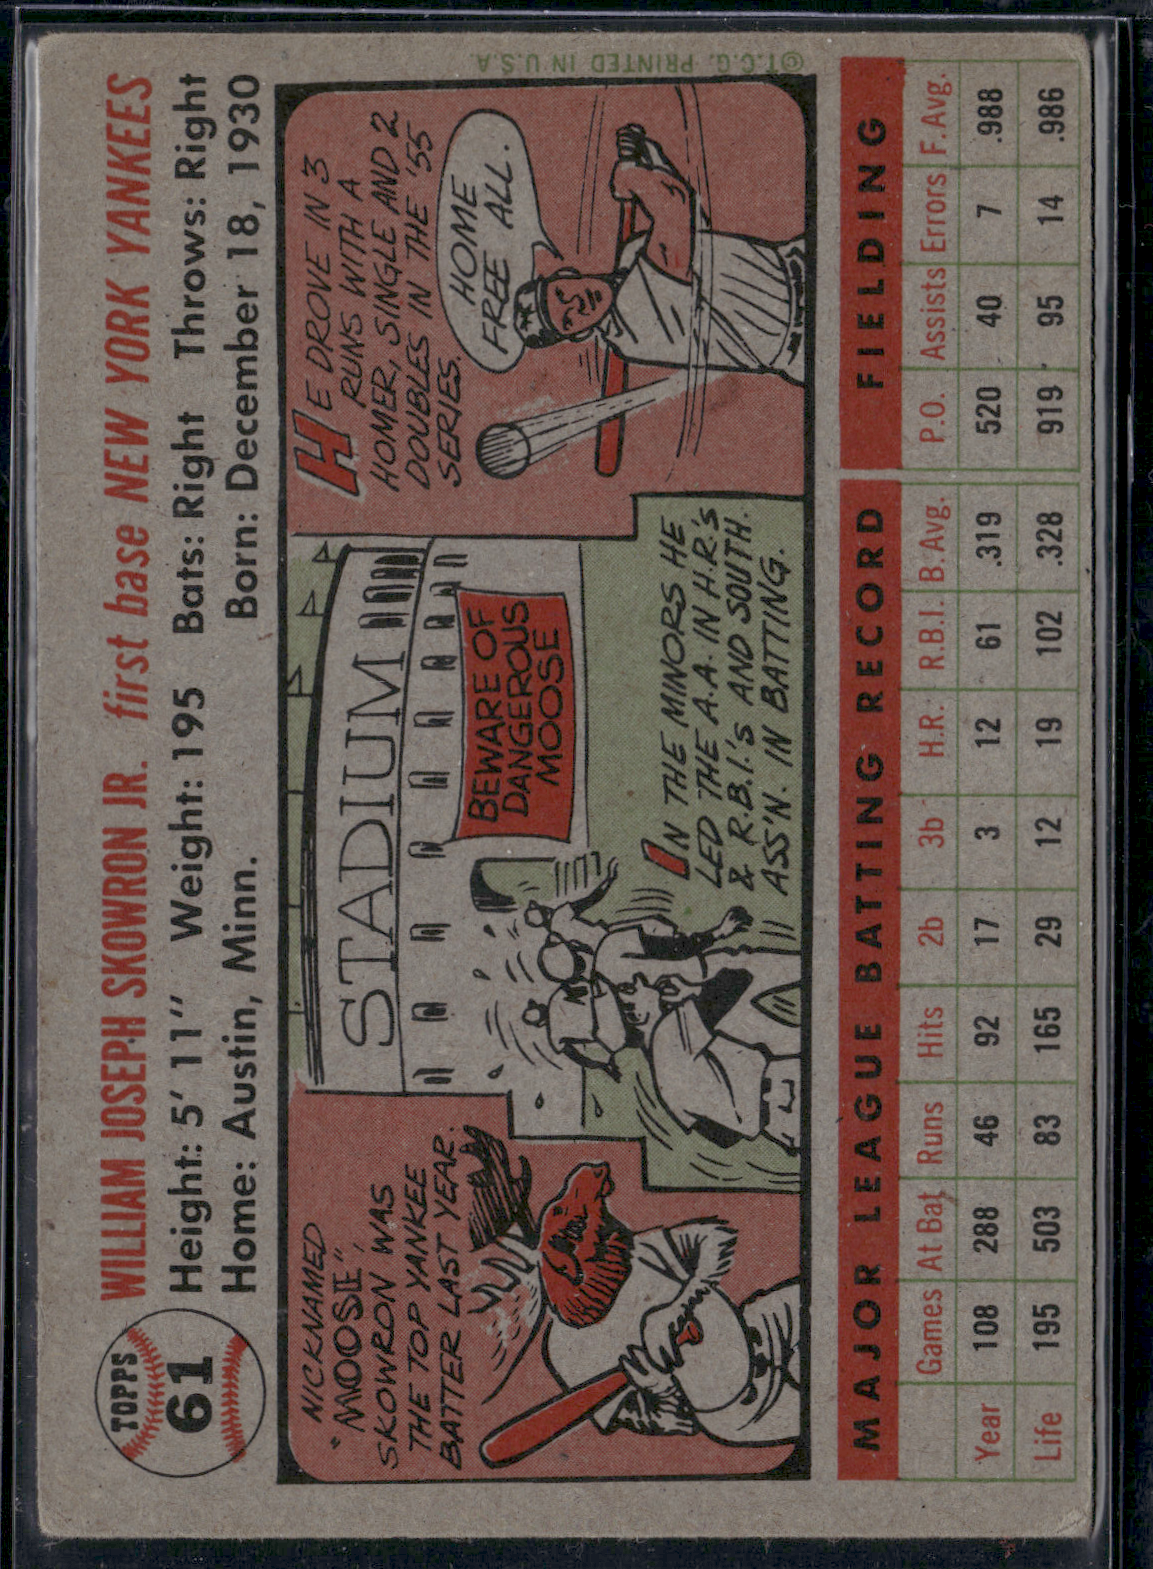 TOPPS
61
WILLIAM JOSEPH SKOWRON JR. first base NEW YORK YANKEES
Height: 5' 11" Weight: 195 Bats: Right Throws: Right
Home: Austin, Minn. Born: December 18, 1930
NICKNAMED
"MOOSE",
SKOWRON WAS
THE TOP YANKEE
BATTER LAST YEAR.
STADIUM
BEWARE OF
DANGEROUS
MOOSE
IN THE MINORS HE
LED THE A.A. IN H.R.'s
& R.B.I.'s AND SOUTH.
ASS'N. IN BATTING.
HE DROVE IN 3
RUNS WITH A
HOMER, SINGLE AND 2
DOUBLES IN THE '55
SERIES.
HOME
FREE ALL.
©T.C.G. PRINTED IN U.S.A
MAJOR LEAGUE BATTING RECORD FIELDING
Games At Bat Runs Hits 2b 3b H.R. R.B.I. B.Avg. P.O. Assists Errors F.Avg.
Year 108 288 46 92 17 3 12 61 .319 520 40 7 .988
Life 195 503 83 165 29 12 19 102 .328 919 95 14 .986